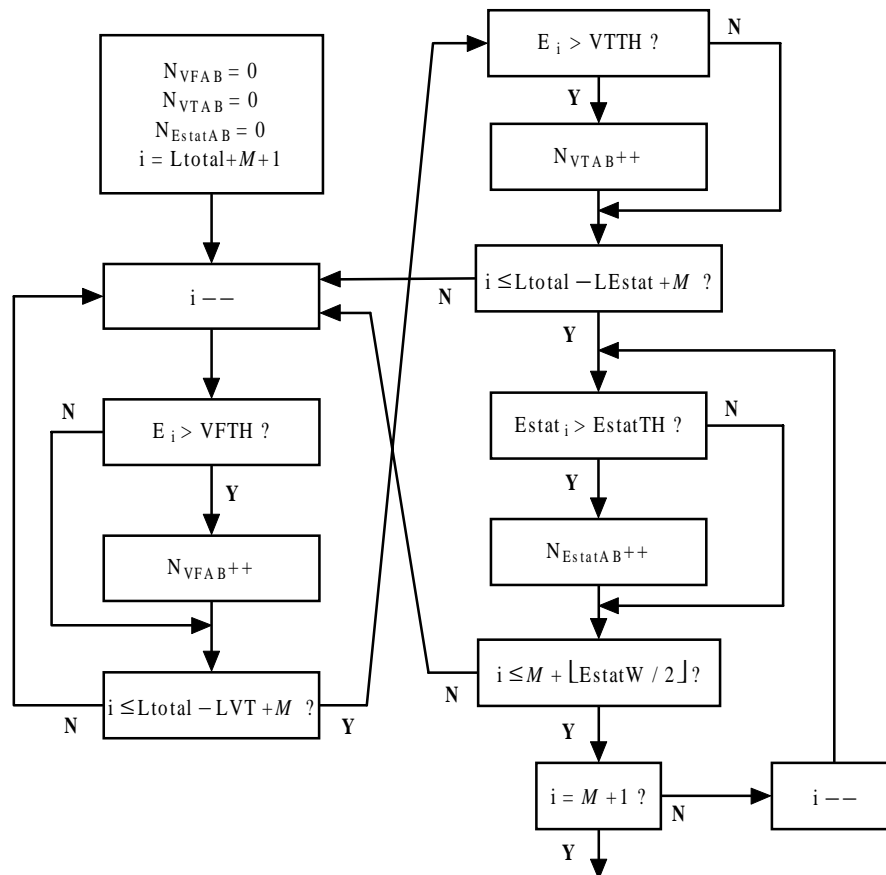 N_VFAB = 0
N_VTAB = 0
N_EstatAB = 0
i = Ltotal+M+1
i −−
N
E_i > VFTH ?
Y
N_VFAB++
i ≤ Ltotal − LVT + M ?
N
Y
E_i > VTTH ?
N
Y
N_VTAB++
i ≤ Ltotal − LEstat + M ?
N
Y
Estat_i > EstatTH ?
N
Y
N_EstatAB++
i ≤ M + ⌊EstatW / 2⌋ ?
N
Y
i = M + 1 ?
N
i −−
Y